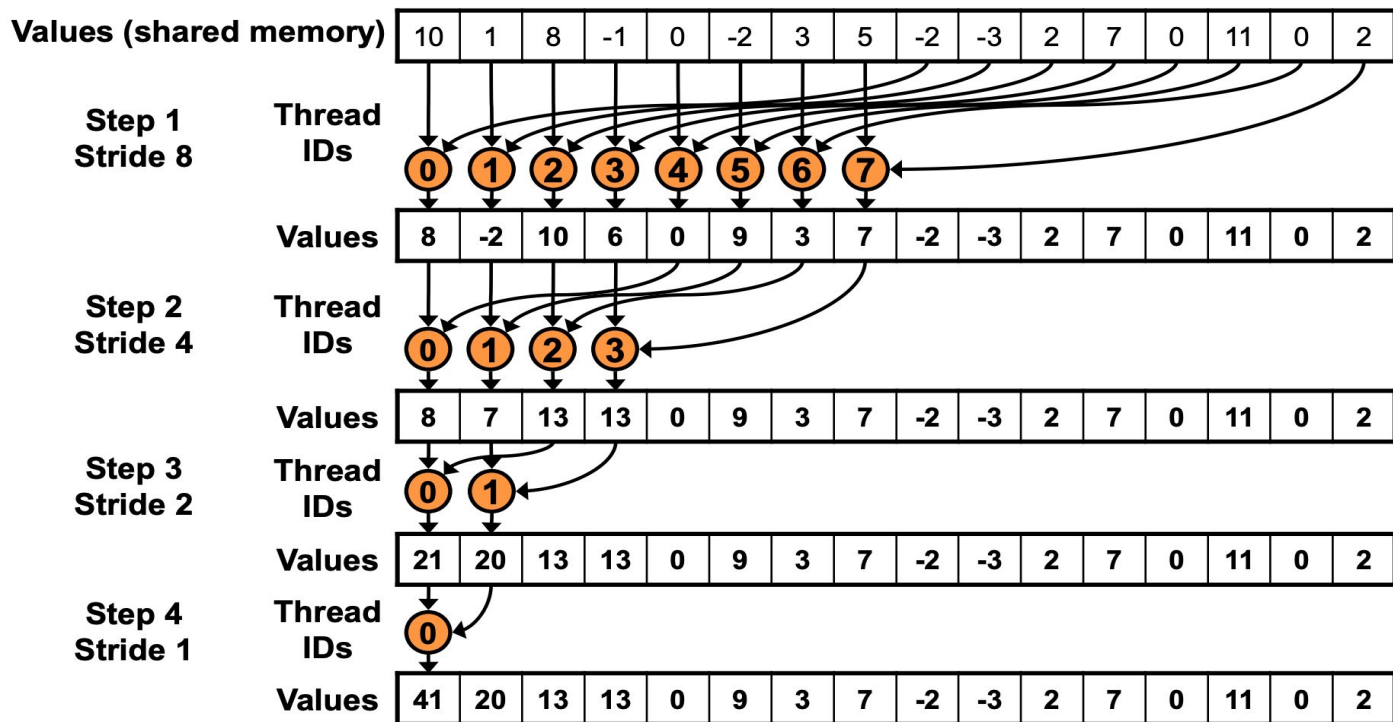 Values (shared memory) 10 1 8 -1 0 -2 3 5 -2 -3 2 7 0 11 0 2
Step 1
Stride 8
Thread
IDs
0 1 2 3 4 5 6 7
Values 8 -2 10 6 0 9 3 7 -2 -3 2 7 0 11 0 2
Step 2
Stride 4
Thread
IDs
0 1 2 3
Values 8 7 13 13 0 9 3 7 -2 -3 2 7 0 11 0 2
Step 3
Stride 2
Thread
IDs
0 1
Values 21 20 13 13 0 9 3 7 -2 -3 2 7 0 11 0 2
Step 4
Stride 1
Thread
IDs
0
Values 41 20 13 13 0 9 3 7 -2 -3 2 7 0 11 0 2